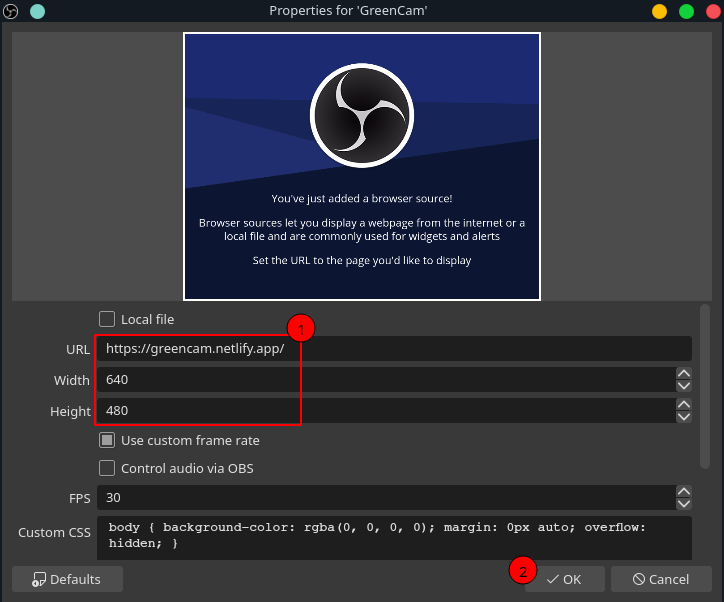 Properties for 'GreenCam'
You've just added a browser source!
Browser sources let you display a webpage from the internet or a
local file and are commonly used for widgets and alerts
Set the URL to the page you'd like to display
Local file
1
URL https://greencam.netlify.app/
Width 640
Height 480
Use custom frame rate
Control audio via OBS
FPS 30
Custom CSS body { background-color: rgba(0, 0, 0, 0); margin: 0px auto; overflow:
hidden; }
Defaults 2 OK Cancel